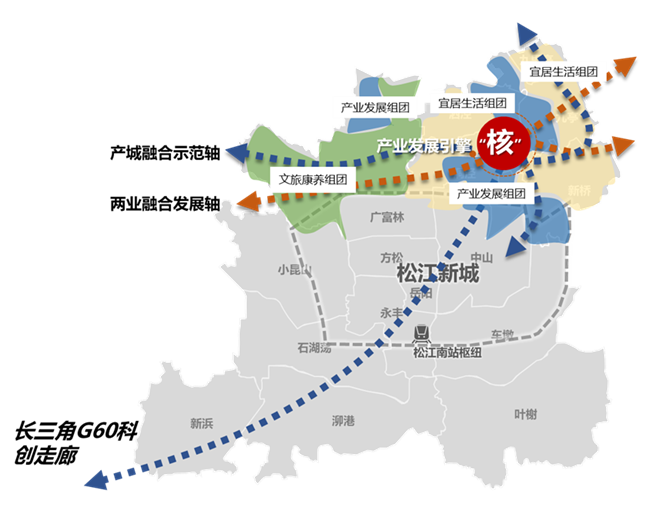 宜居生活组团
宜居生活组团
产业发展组团
产业发展引擎“核”
产城融合示范轴
文旅康养组团
产业发展组团
新桥
两业融合发展轴
广富林
方松
中山
小昆山
松江新城
岳阳
永丰
车墩
石湖荡
松江南站枢纽
新浜
泖港
叶榭
长三角G60科
创走廊